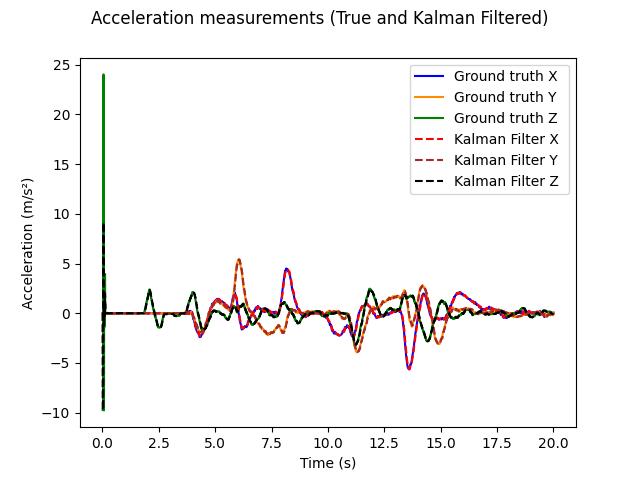 Acceleration measurements (True and Kalman Filtered)
Acceleration (m/s²)
25
20
15
10
5
0
−5
−10
Ground truth X
Ground truth Y
Ground truth Z
Kalman Filter X
Kalman Filter Y
Kalman Filter Z
0.0 2.5 5.0 7.5 10.0 12.5 15.0 17.5 20.0
Time (s)